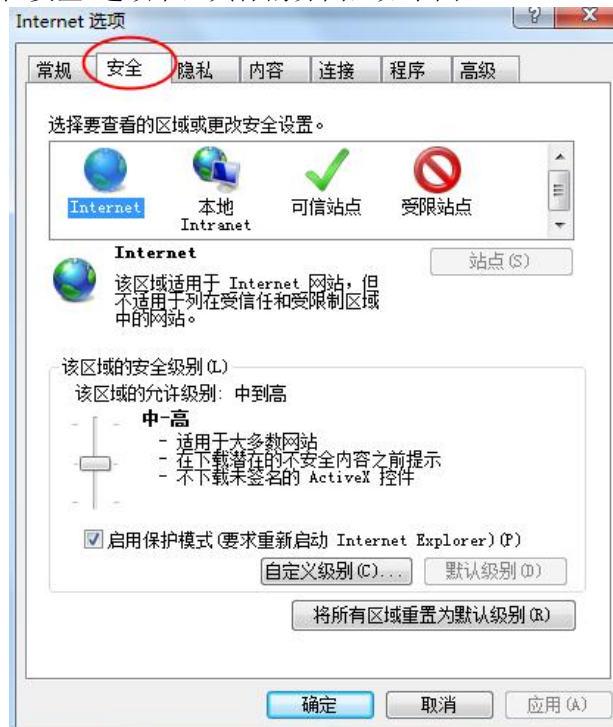 Internet 选项
常规 安全 隐私 内容 连接 程序 高级
选择要查看的区域或更改安全设置。
Internet 本地 Intranet 可信站点 受限站点
Internet
站点(S)
该区域适用于 Internet 网站，但
不适用于列在受信任和受限制区域
中的网站。
该区域的安全级别(L)
该区域的允许级别: 中到高
中-高
- 适用于大多数网站
- 在下载潜在的不安全内容之前提示
- 不下载未签名的 ActiveX 控件
启用保护模式(要求重新启动 Internet Explorer)(P)
自定义级别(C)... 默认级别(D)
将所有区域重置为默认级别(R)
确定 取消 应用(A)